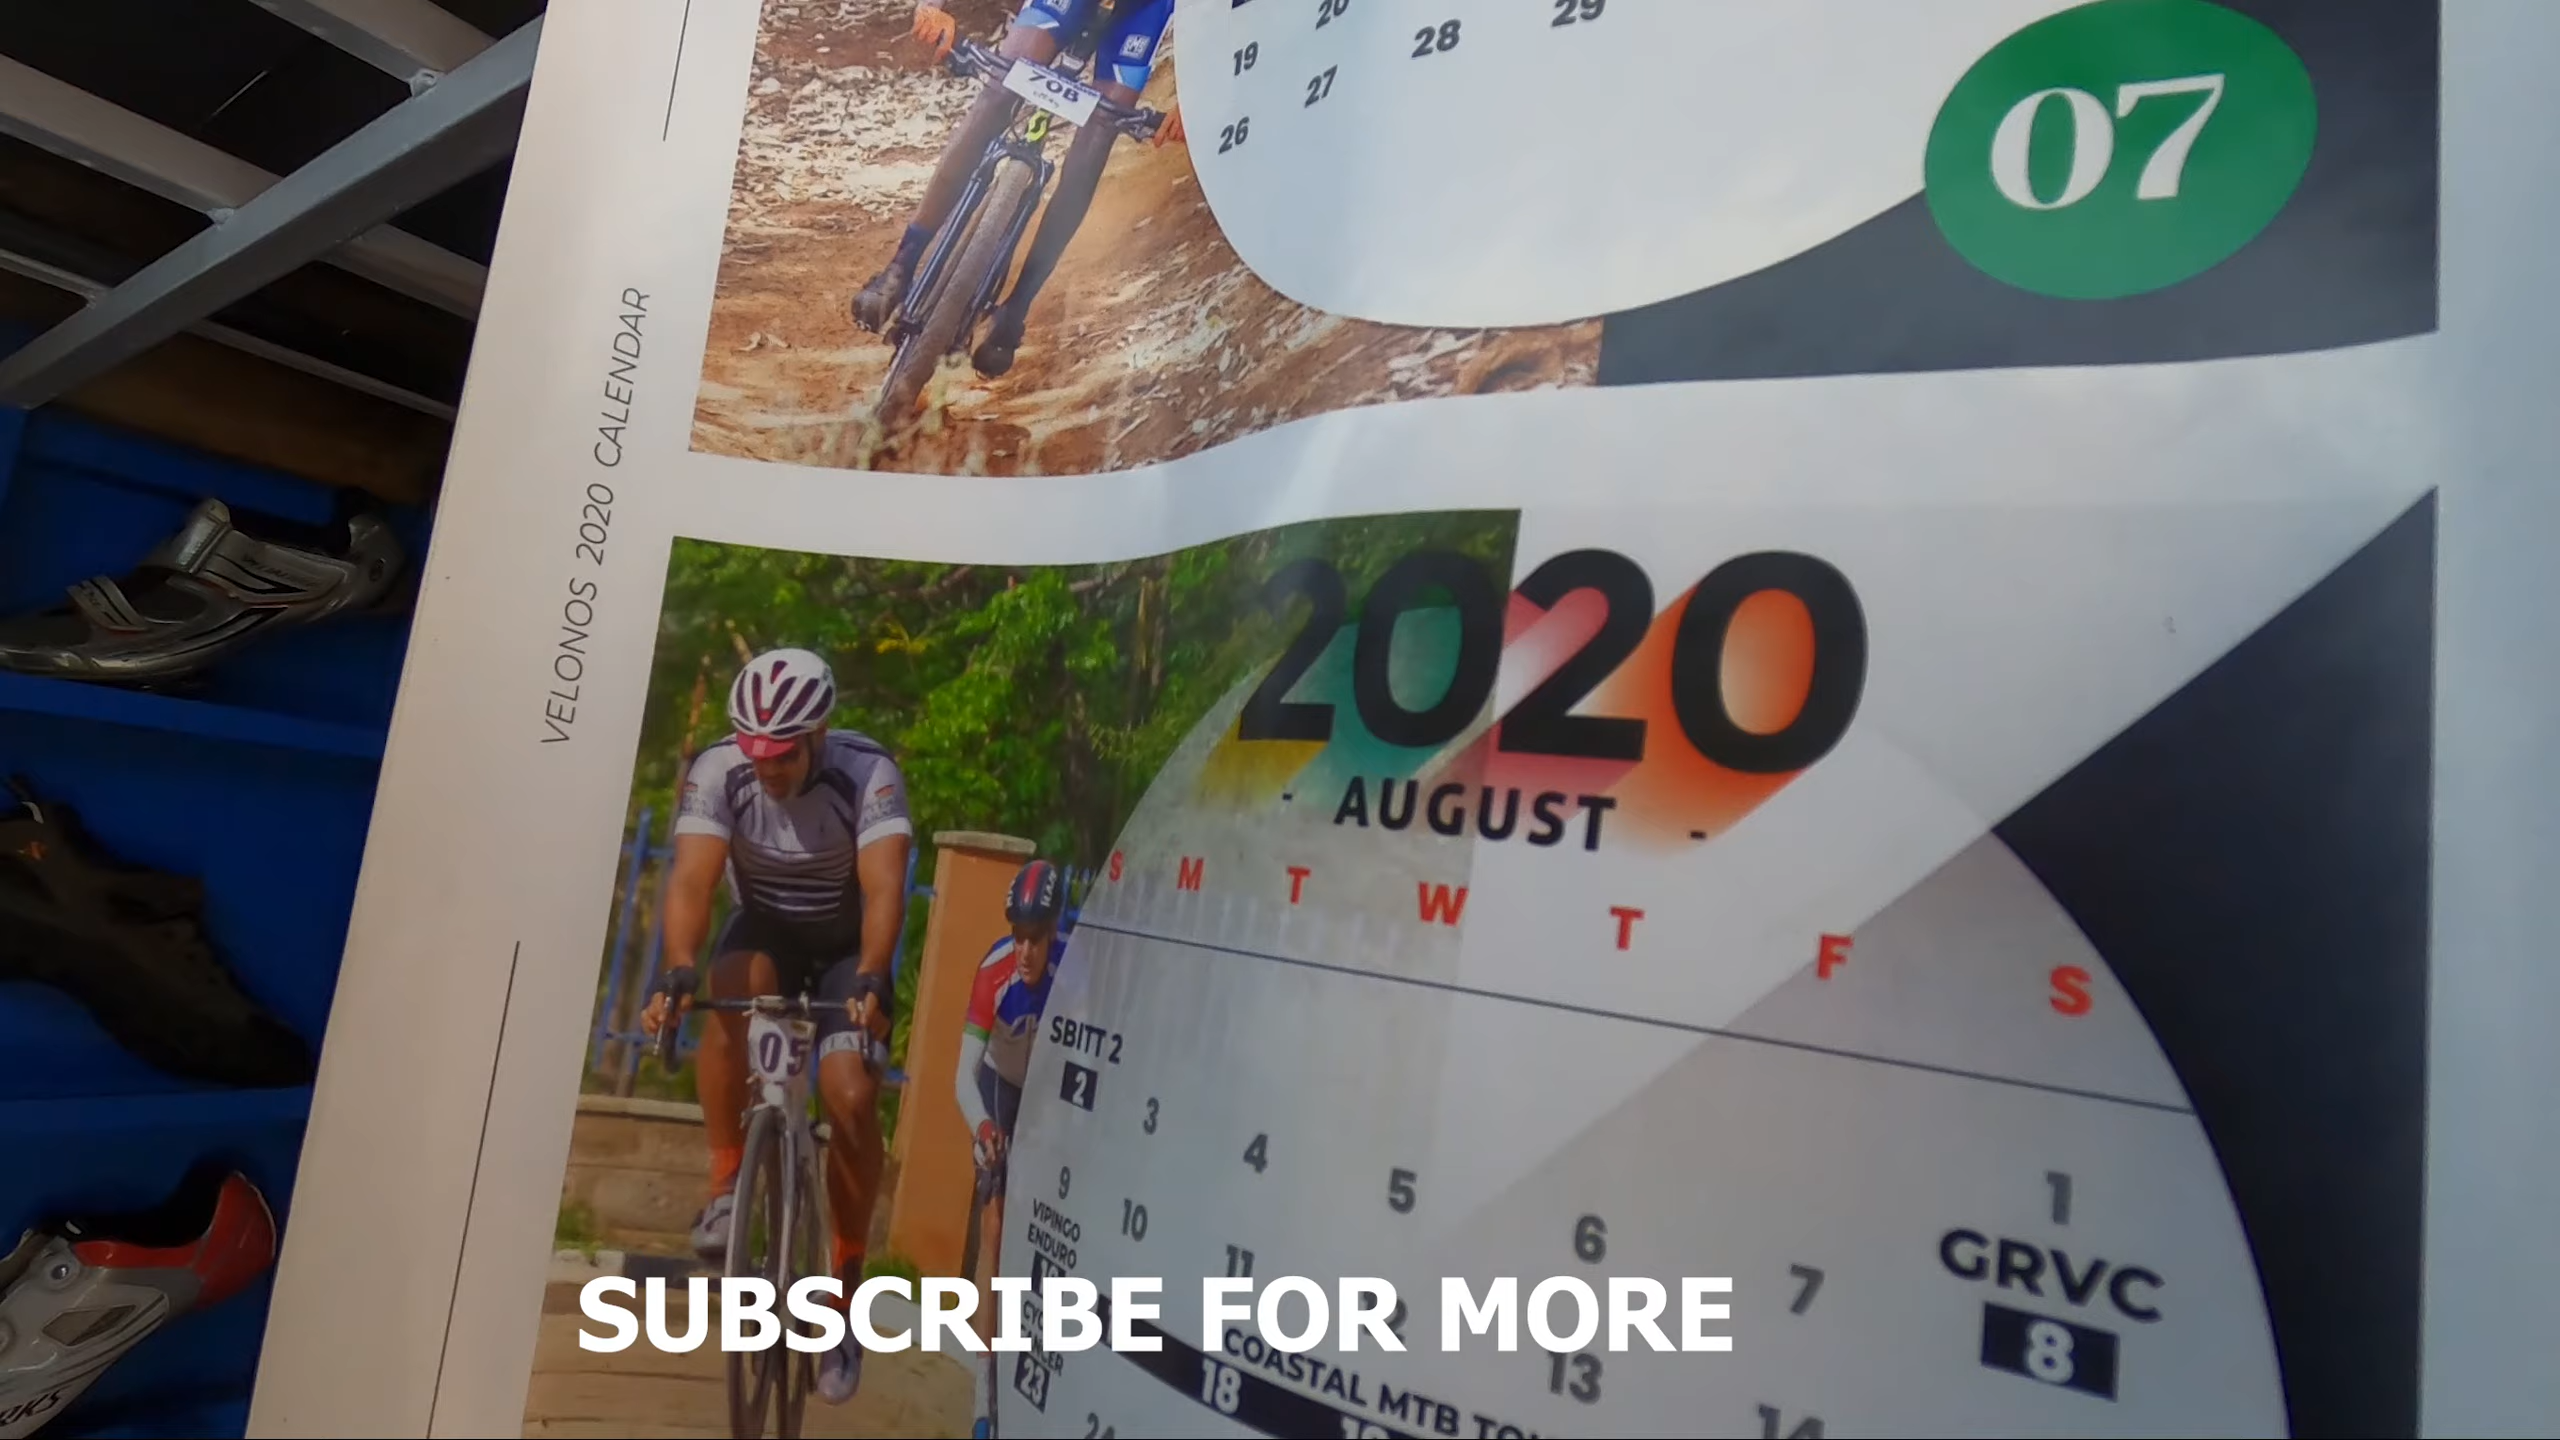 VELONOS 2020 CALENDAR
70B
20
29
19
28
27
26
07
2020
- AUGUST -
S M T W T F S
SBITT 2
2
3
4
5
6
7
1
GRVC
8
9
VIPINGO
ENDURO
10
11
13
14
COASTAL MTB
18
23
24
05
SUBSCRIBE FOR MORE